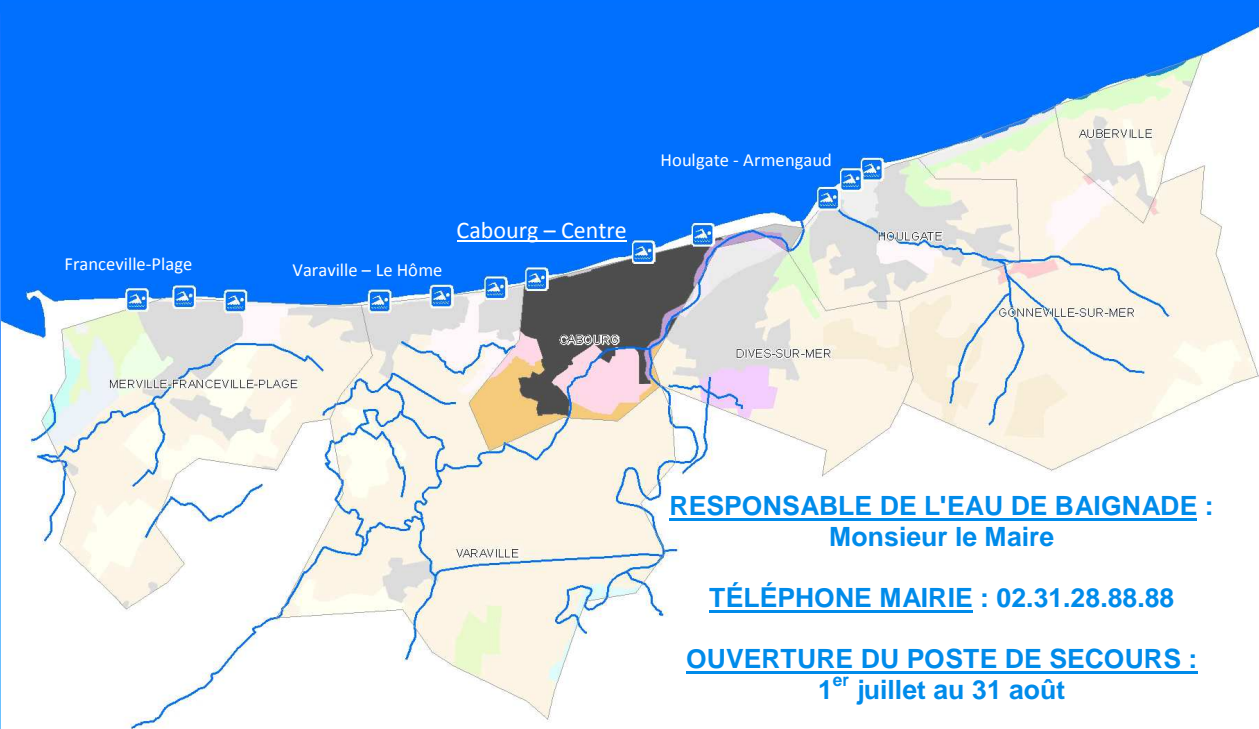 AUBERVILLE
Houlgate - Armengaud
Cabourg – Centre
HOULGATE
Franceville-Plage
Varaville – Le Hôme
GONNEVILLE-SUR-MER
CABOURG
DIVES-SUR-MER
MERVILLE-FRANCEVILLE-PLAGE
RESPONSABLE DE L'EAU DE BAIGNADE :
Monsieur le Maire
VARAVILLE
TÉLÉPHONE MAIRIE : 02.31.28.88.88
OUVERTURE DU POSTE DE SECOURS :
1er juillet au 31 août